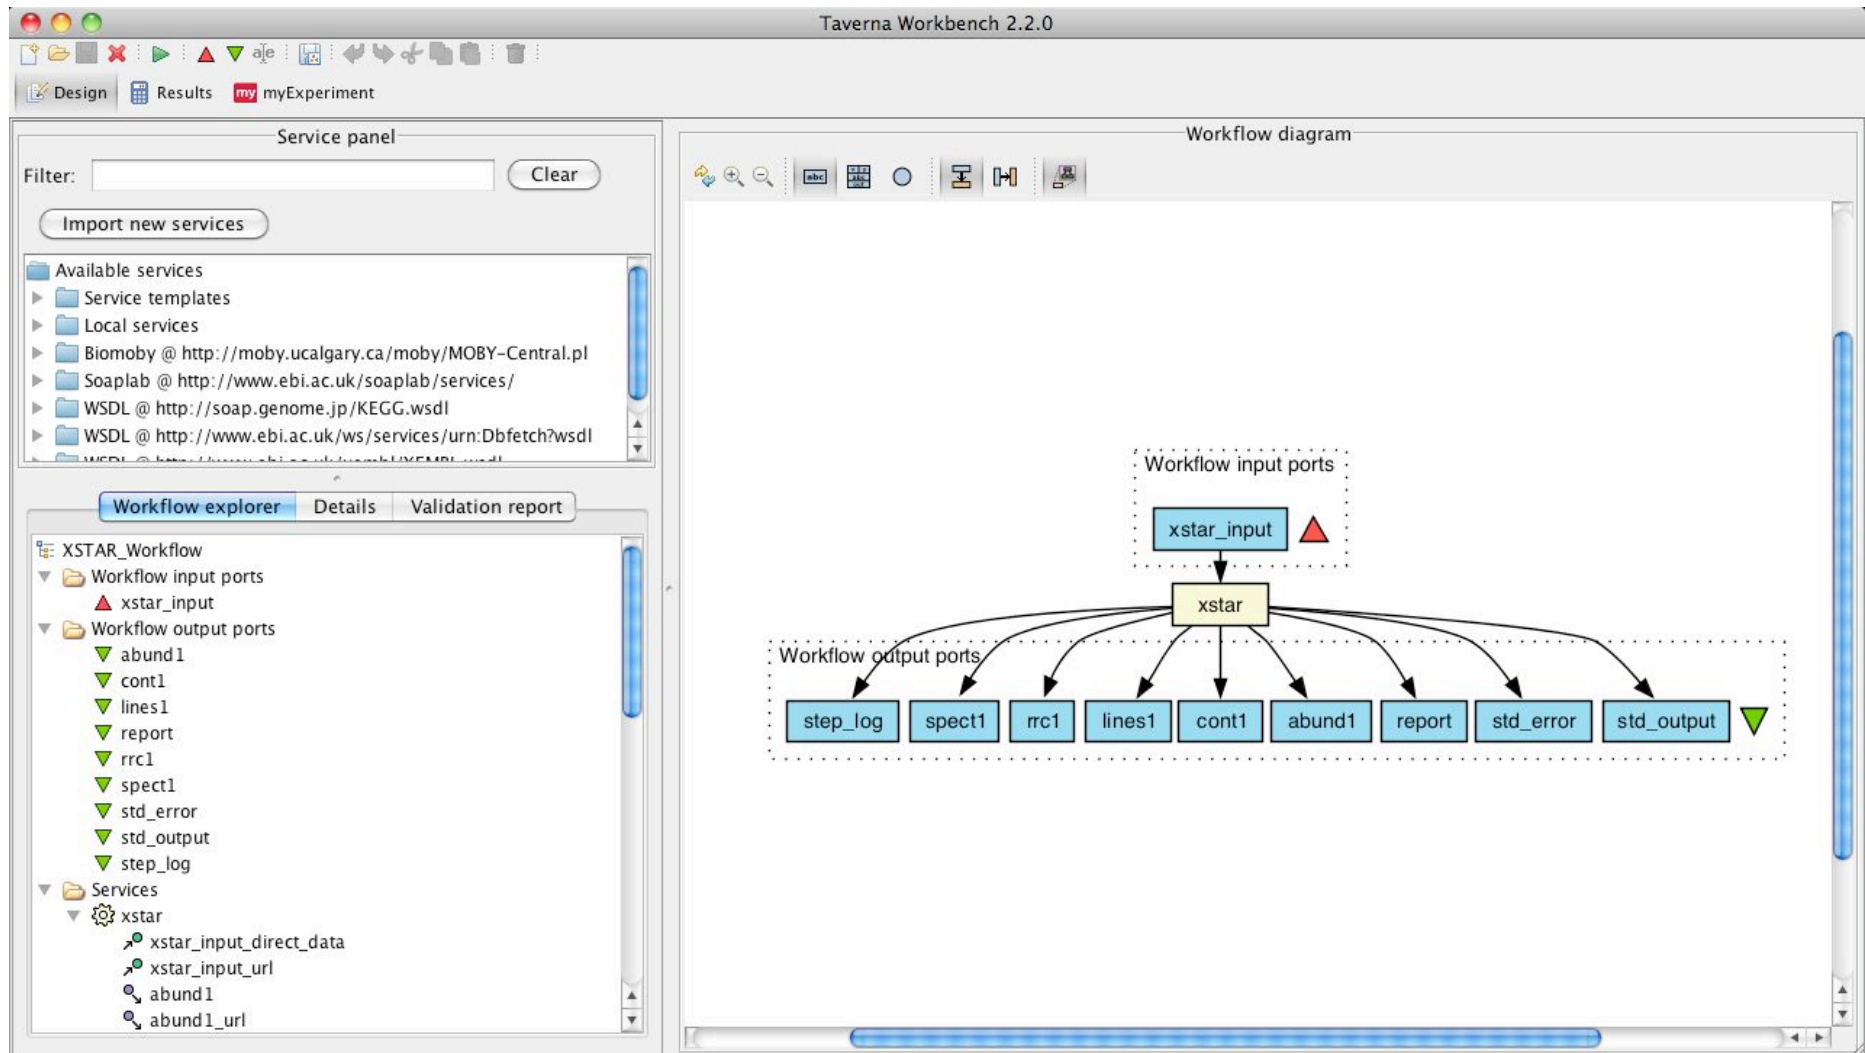 Taverna Workbench 2.2.0
a|e
Design Results my myExperiment
Service panel
Filter: Clear
Import new services
Available services
Service templates
Local services
Biomoby @ http://moby.ucalgary.ca/moby/MOBY-Central.pl
Soaplab @ http://www.ebi.ac.uk/soaplab/services/
WSDL @ http://soap.genome.jp/KEGG.wsdl
WSDL @ http://www.ebi.ac.uk/ws/services/urn:Dbfetch?wsdl
Workflow explorer Details Validation report
XSTAR_Workflow
Workflow input ports
xstar_input
Workflow output ports
abund1
cont1
lines1
report
rrc1
spect1
std_error
std_output
step_log
Services
xstar
xstar_input_direct_data
xstar_input_url
abund1
abund1_url
Workflow diagram
abc
Workflow input ports
xstar_input
xstar
Workflow output ports
step_log spect1 rrc1 lines1 cont1 abund1 report std_error std_output